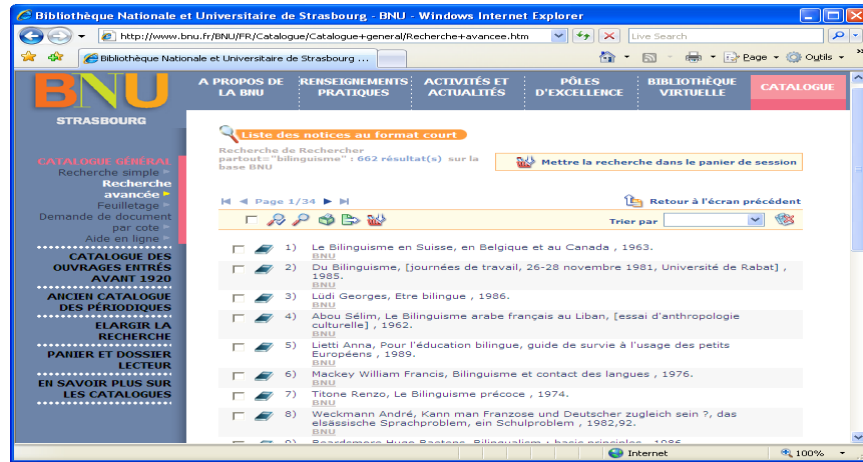 Bibliothèque Nationale et Universitaire de Strasbourg - BNU - Windows Internet Explorer
http://www.bnu.fr/BNU/FR/Catalogue/Catalogue+general/Recherche+avancee.htm
Live Search
Bibliothèque Nationale et Universitaire de Strasbourg ...
Page
Outils
BNU
STRASBOURG
A PROPOS DE LA BNU
RENSEIGNEMENTS PRATIQUES
ACTIVITÉS ET ACTUALITÉS
PÔLES D'EXCELLENCE
BIBLIOTHÈQUE VIRTUELLE
CATALOGUE
CATALOGUE GÉNÉRAL
Recherche simple
Recherche
avancée
Feuilletage
Demande de document
par cote
Aide en ligne
CATALOGUE DES
OUVRAGES ENTRÉS
AVANT 1920
ANCIEN CATALOGUE
DES PÉRIODIQUES
ELARGIR LA
RECHERCHE
PANIER ET DOSSIER
LECTEUR
EN SAVOIR PLUS SUR
LES CATALOGUES
Liste des notices au format court
Recherche de Rechercher
partout="bilinguisme" : 662 résultat(s) sur la
base BNU
Mettre la recherche dans le panier de session
Page 1/34
Retour à l'écran précédent
Trier par
1) Le Bilinguisme en Suisse, en Belgique et au Canada , 1963.
BNU
2) Du Bilinguisme, [journées de travail, 26-28 novembre 1981, Université de Rabat] ,
1985.
BNU
3) Lüdi Georges, Etre bilingue , 1986.
BNU
4) Abou Sélim, Le Bilinguisme arabe français au Liban, [essai d'anthropologie
culturelle] , 1962.
BNU
5) Lietti Anna, Pour l'éducation bilingue, guide de survie à l'usage des petits
Européens , 1989.
BNU
6) Mackey William Francis, Bilinguisme et contact des langues , 1976.
BNU
7) Titone Renzo, Le Bilinguisme précoce , 1974.
BNU
8) Weckmann André, Kann man Franzose und Deutscher zugleich sein ?, das
elsässische Sprachproblem, ein Schulproblem , 1982,92.
BNU
Internet
100%